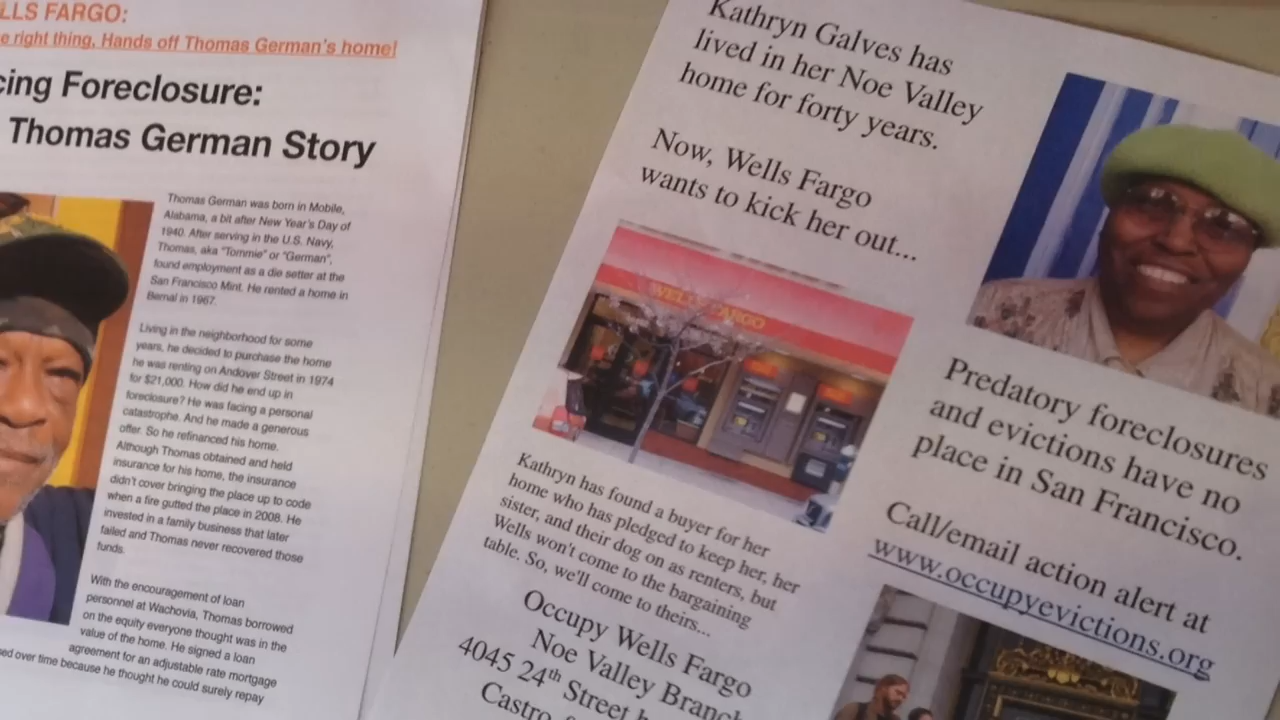 LLS FARGO:
e right thing, Hands off Thomas German's home!
cing Foreclosure:
Thomas German Story
Thomas German was born in Mobile,
Alabama, a bit after New Year's Day of
1940. After serving in the U.S. Navy,
Thomas, aka "Tommie" or "German",
found employment as a die setter at the
San Francisco Mint. He rented a home in
Bernal in 1967.
Living in the neighborhood for some
years, he decided to purchase the home
he was renting on Andover Street in 1974
for $21,000. How did he end up in
foreclosure? He was facing a personal
catastrophe. And he made a generous
offer. So he refinanced his home.
Although Thomas obtained and held
insurance for his home, the insurance
didn't cover bringing the place up to code
when a fire gutted the place in 2008. He
invested in a family business that later
failed and Thomas never recovered those
funds.
With the encouragement of loan
personnel at Wachovia, Thomas borrowed
on the equity everyone thought was in the
value of the home. He signed a loan
agreement for an adjustable rate mortgage
sed over time because he thought he could surely repay
Kathryn Galves has
lived in her Noe Valley
home for forty years.
Now, Wells Fargo
wants to kick her out...
WELLS FARGO
Kathryn has found a buyer for her
home who has pledged to keep her, her
sister, and their dog on as renters, but
Wells won't come to the bargaining
table. So, we'll come to theirs...
Occupy Wells Fargo
Noe Valley Branch
4045 24th Street b
Castro
Predatory foreclosures
and evictions have no
place in San Francisco.
Call/email action alert at
www.occupyevictions.org